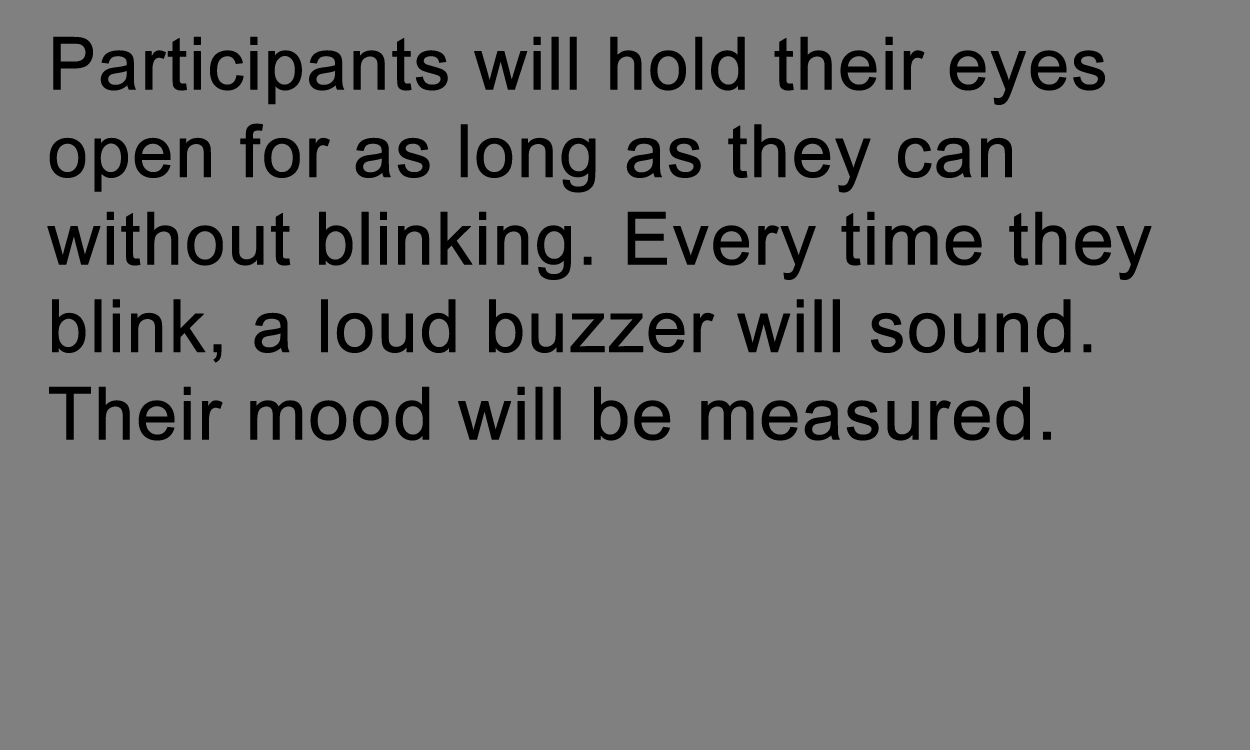 Participants will hold their eyes
open for as long as they can
without blinking. Every time they
blink, a loud buzzer will sound.
Their mood will be measured.